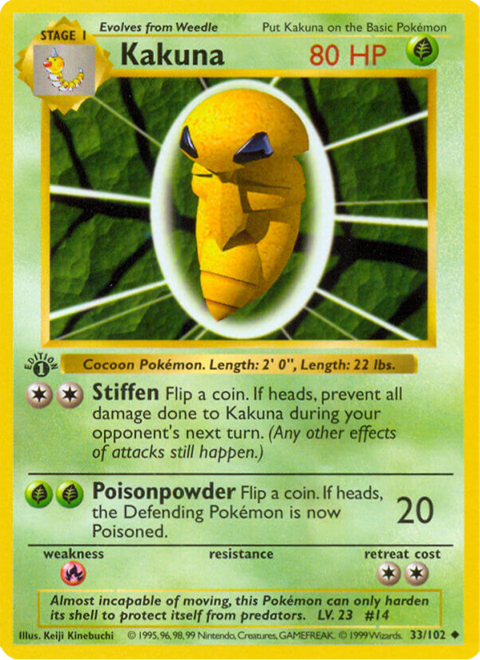 STAGE 1
Evolves from Weedle
Put Kakuna on the Basic Pokémon
Kakuna
80 HP
EDITION
1
Cocoon Pokémon. Length: 2' 0", Length: 22 lbs.
Stiffen Flip a coin. If heads, prevent all
damage done to Kakuna during your
opponent's next turn. (Any other effects
of attacks still happen.)
Poisonpowder Flip a coin. If heads,
the Defending Pokémon is now
Poisoned.
20
weakness
resistance
retreat cost
Almost incapable of moving, this Pokémon can only harden
its shell to protect itself from predators. LV. 23 #14
Illus. Keiji Kinebuchi
© 1995, 96, 98, 99 Nintendo, Creatures, GAMEFREAK. © 1999 Wizards.
33/102